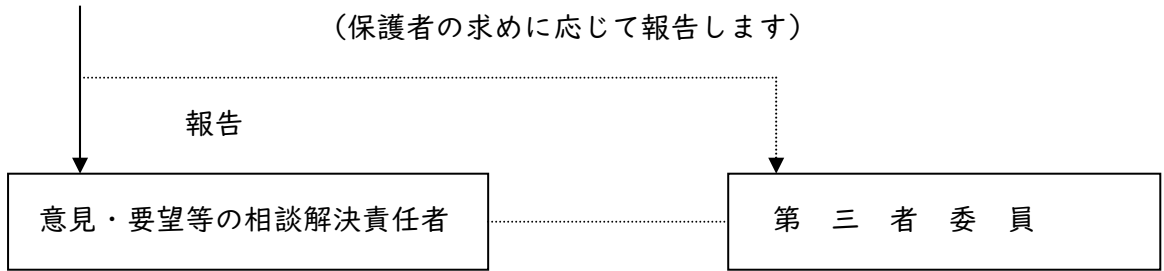 (保護者の求めに応じて報告します)
報告
意見・要望等の相談解決責任者
第 三 者 委 員